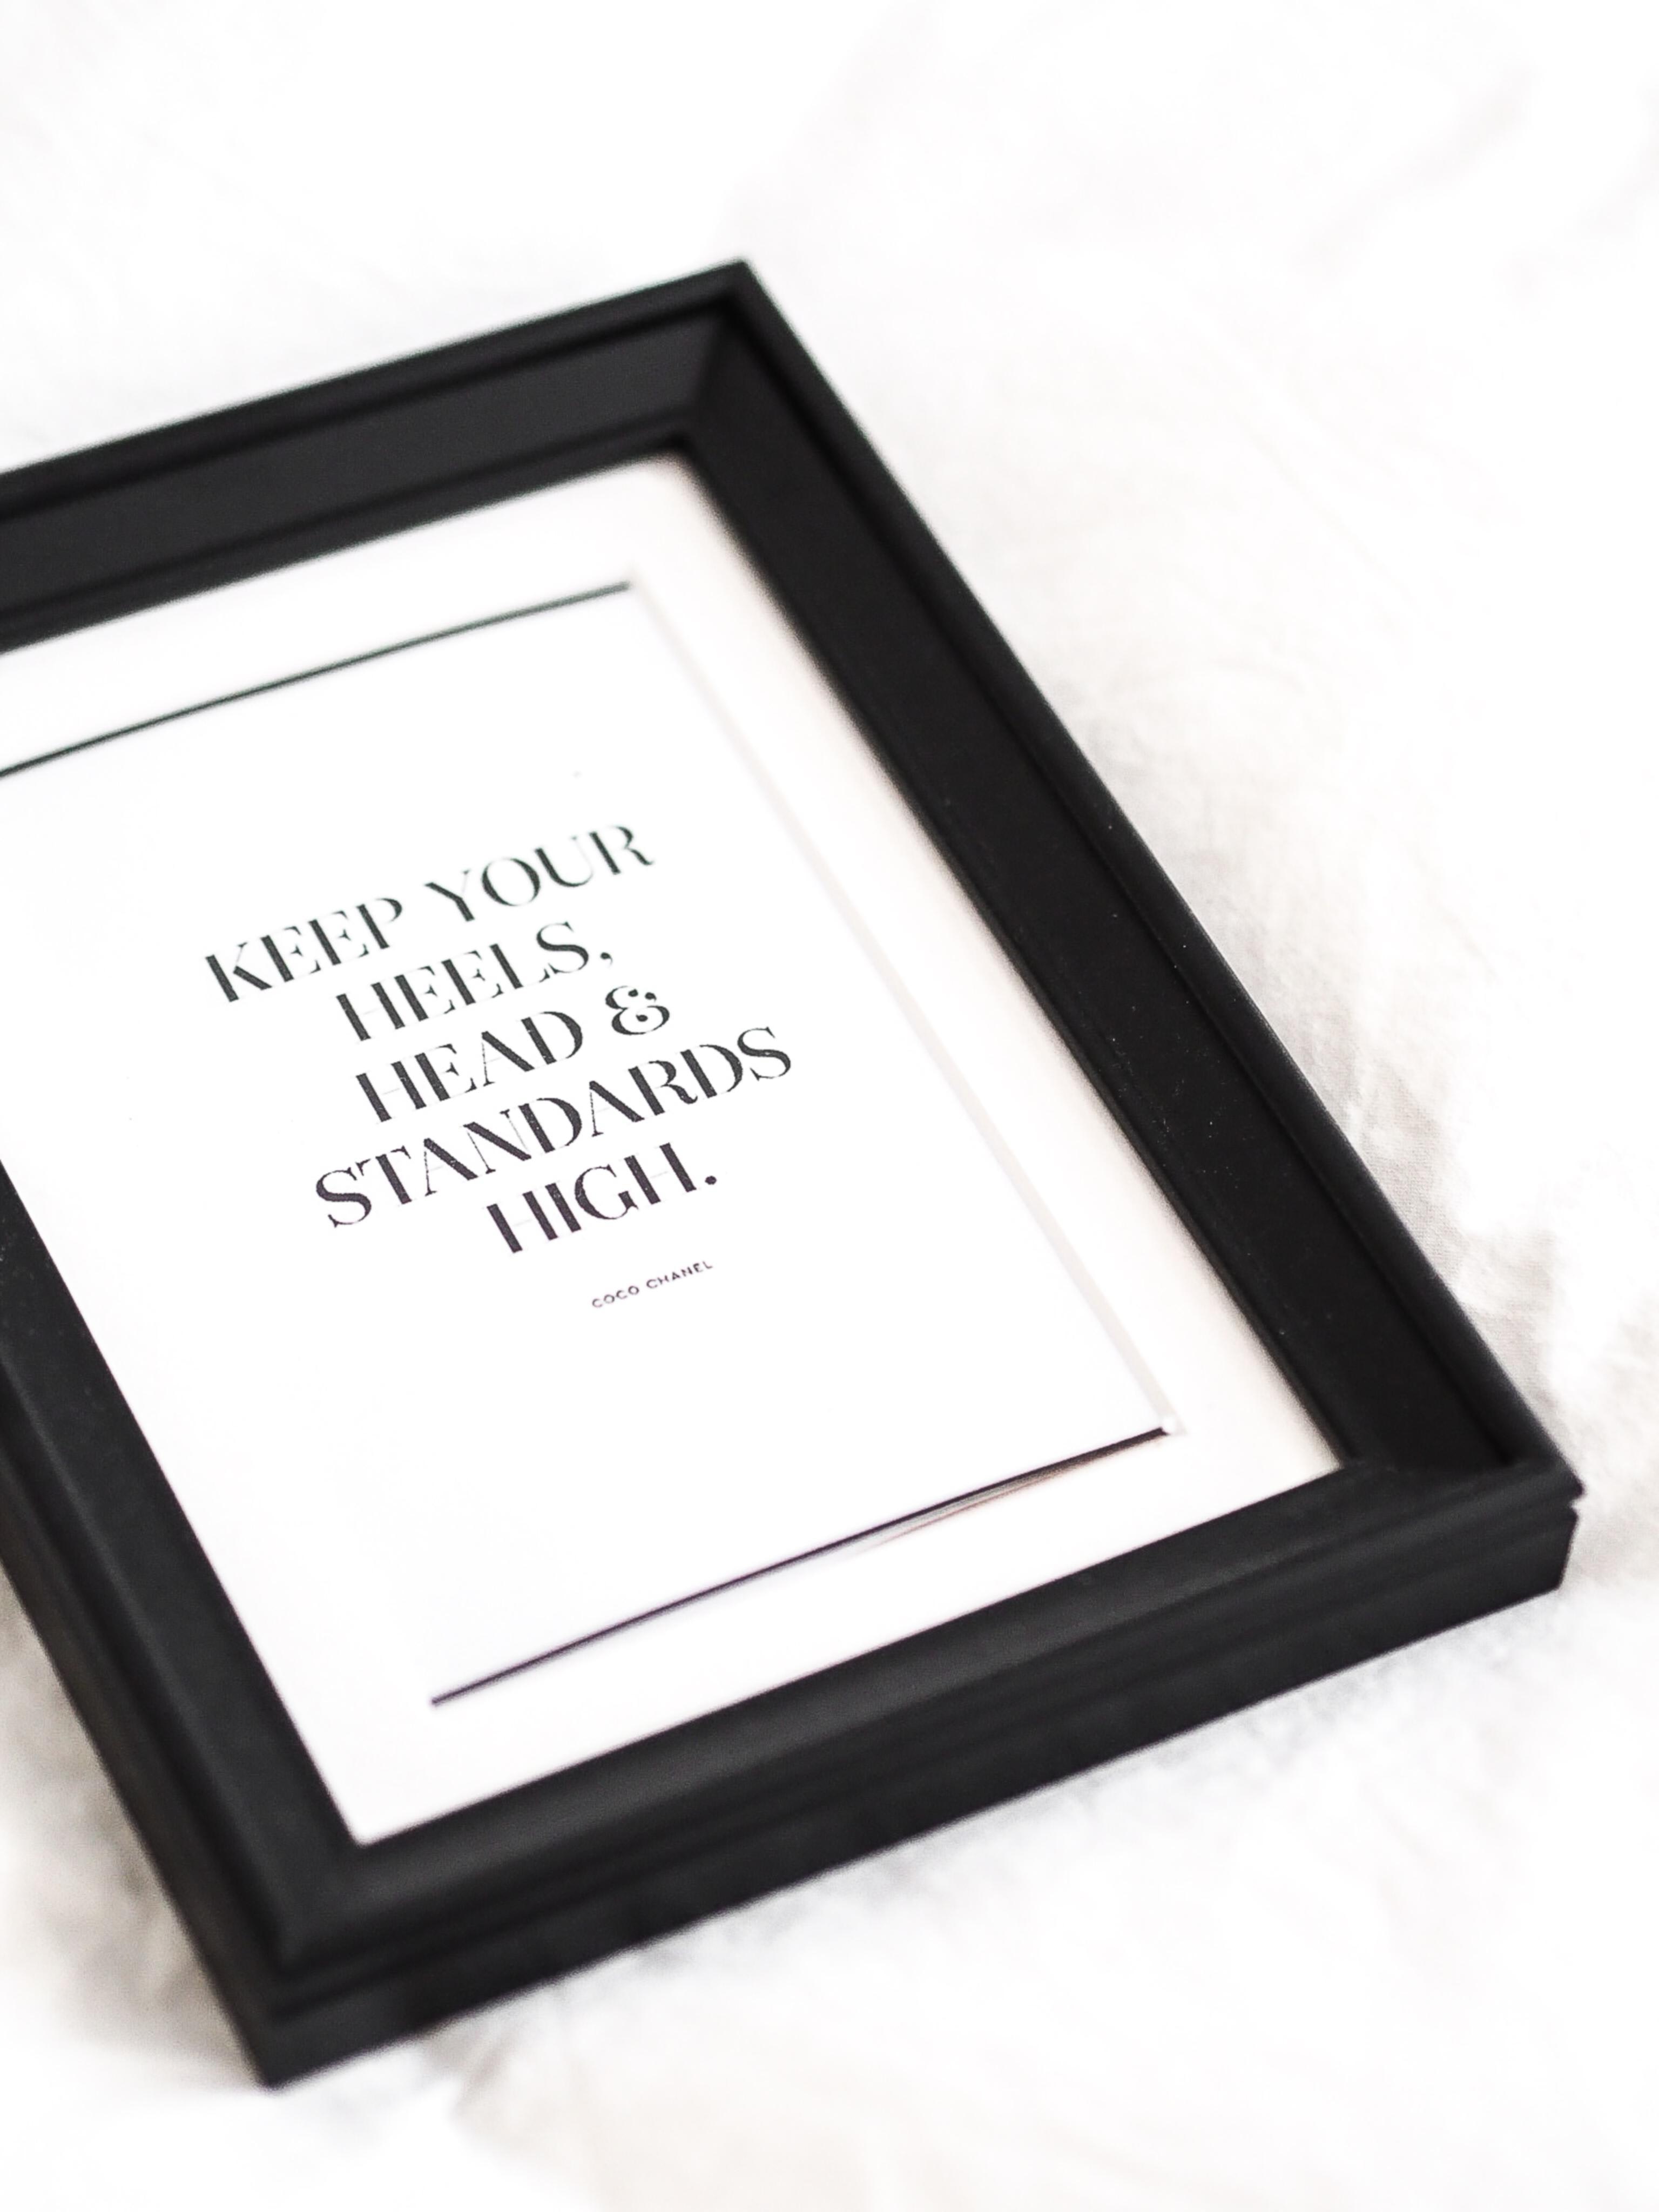 KEEP YOUR
HEELS,
HEAD &
STANDARDS
HIGH.
COCO CHANEL